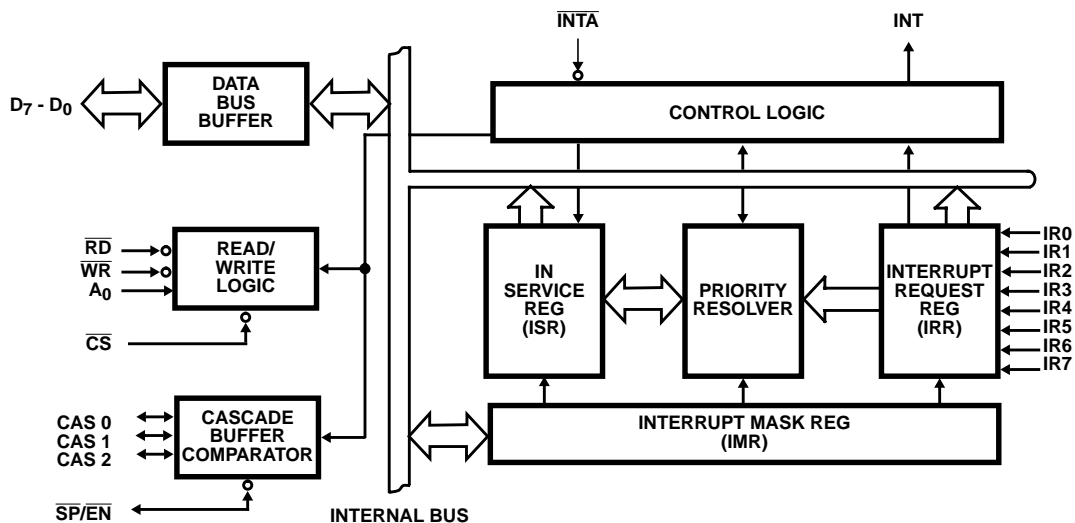 INTA
INT
D7 - D0
DATA
BUS
BUFFER
CONTROL LOGIC
RD
WR
A0
CS
READ/
WRITE
LOGIC
IN
SERVICE
REG
(ISR)
PRIORITY
RESOLVER
INTERRUPT
REQUEST
REG
(IRR)
IR0
IR1
IR2
IR3
IR4
IR5
IR6
IR7
CAS 0
CAS 1
CAS 2
CASCADE
BUFFER
COMPARATOR
INTERRUPT MASK REG
(IMR)
SP/EN
INTERNAL BUS